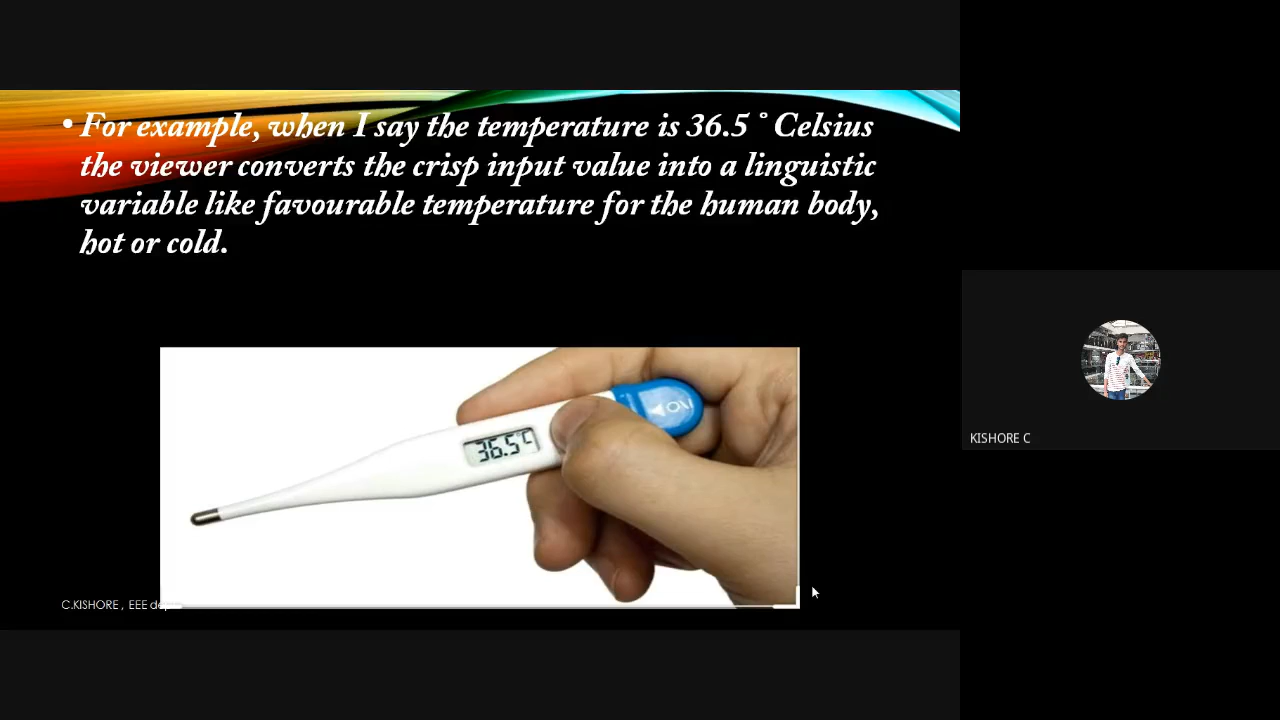 • For example, when I say the temperature is 36.5 ° Celsius
the viewer converts the crisp input value into a linguistic
variable like favourable temperature for the human body,
hot or cold.
36.5°C
KISHORE C
C.KISHORE , EEE